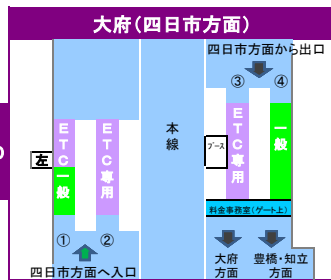 大府(四日市方面)
四日市方面から出口
③
④
左
ETC一般
ETC専用
本線
ブース
ETC専用
一般
料金事務室(ゲート上)
①
②
四日市方面へ入口
大府方面
豊橋・知立方面